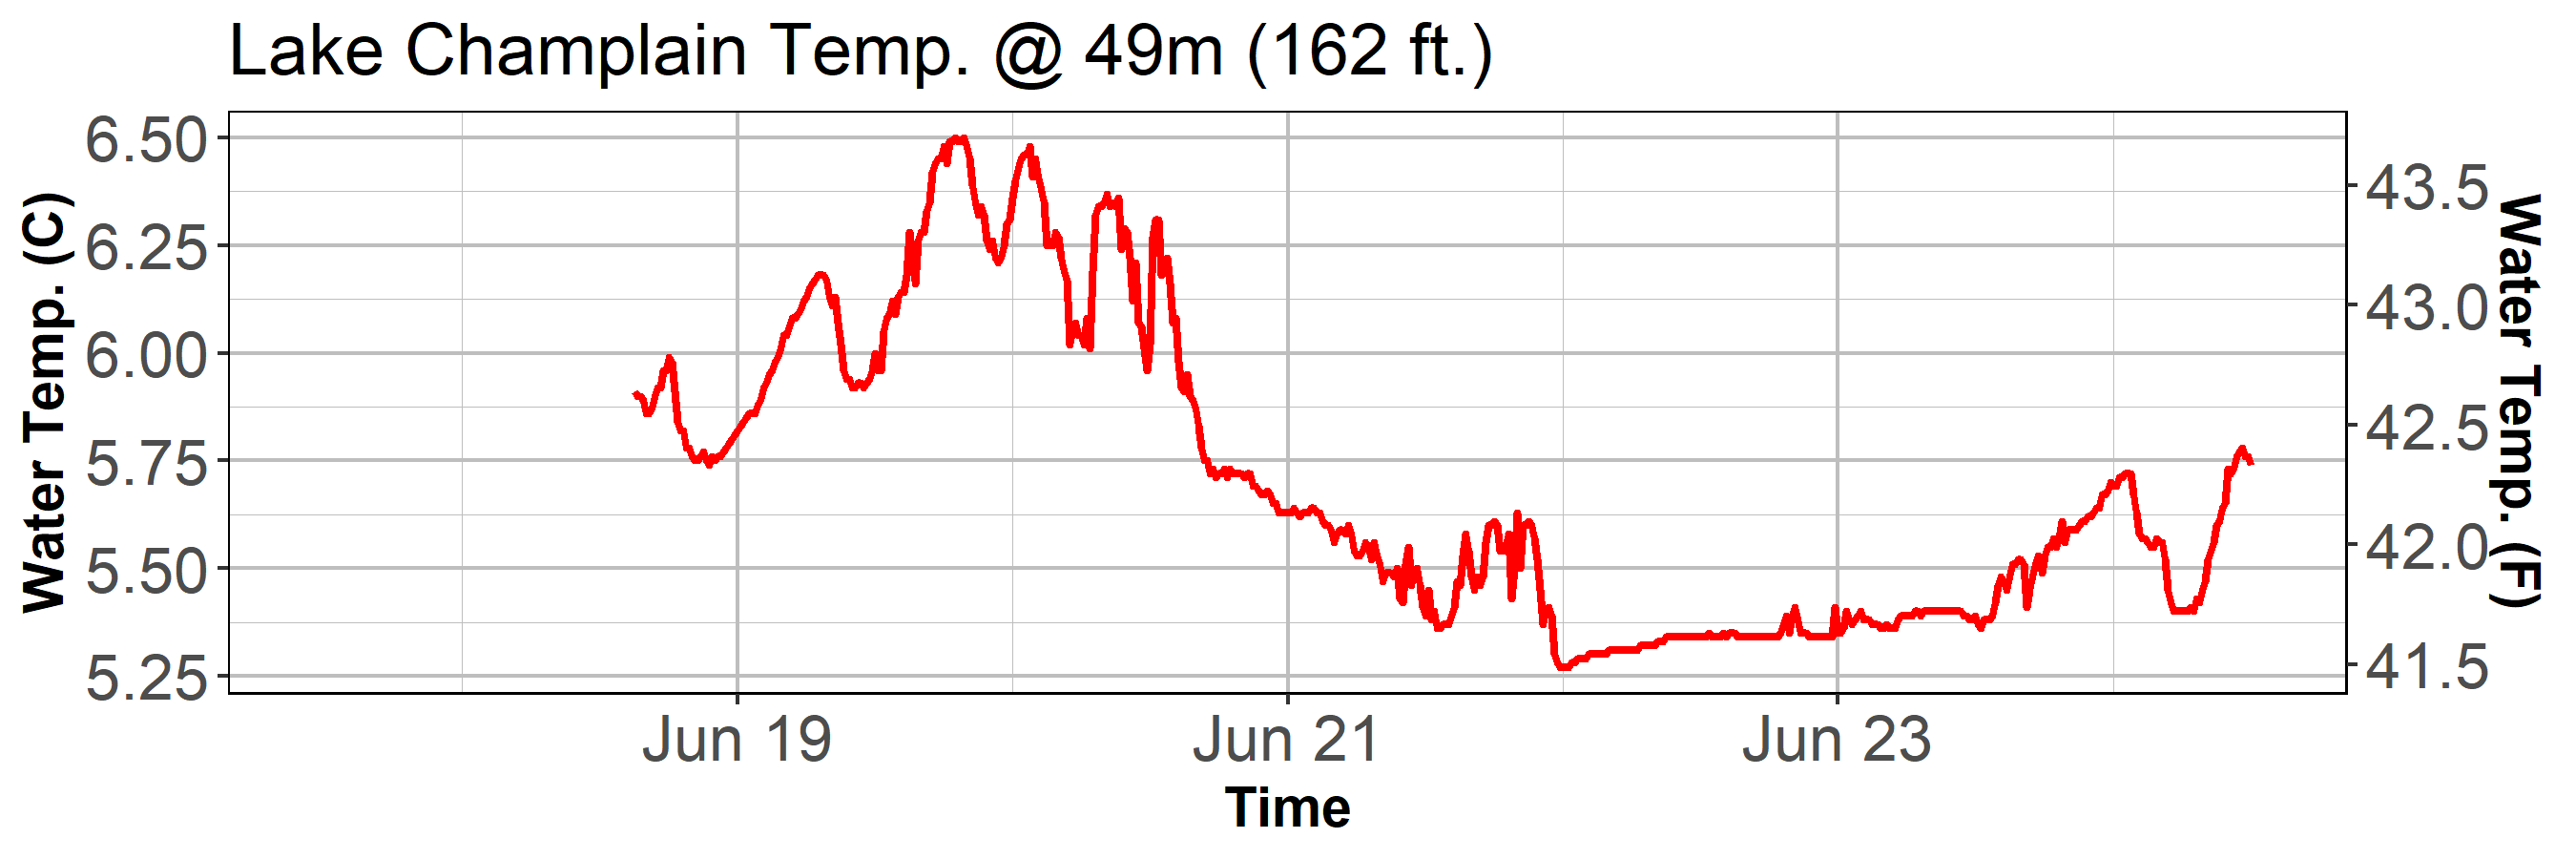 Lake Champlain Temp. @ 49m (162 ft.)
Water Temp. (C)
6.50
6.25
6.00
5.75
5.50
5.25
43.5
43.0
42.5
42.0
41.5
Water Temp. (F)
Jun 19
Jun 21
Jun 23
Time